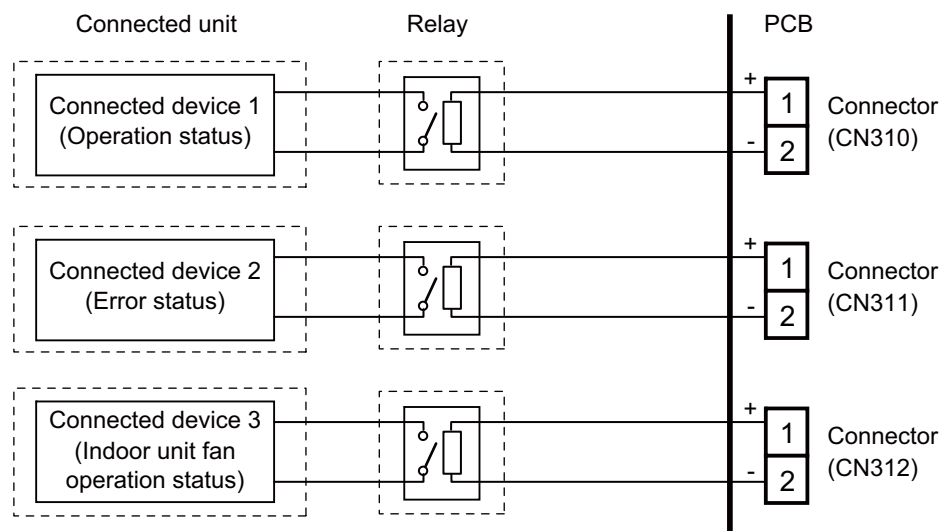 Connected unit
Relay
PCB
Connected device 1
(Operation status)
+
1
-
2
Connector
(CN310)
Connected device 2
(Error status)
+
1
-
2
Connector
(CN311)
Connected device 3
(Indoor unit fan
operation status)
+
1
-
2
Connector
(CN312)